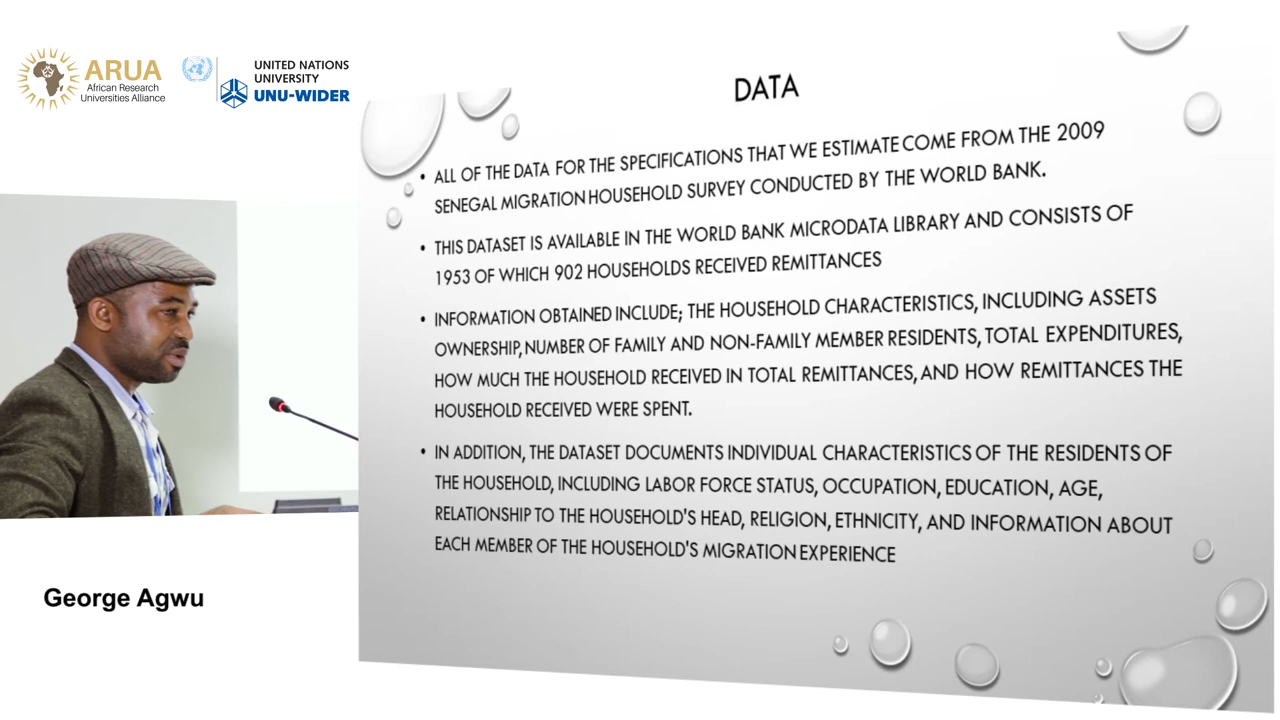 ARUA
African Research
Universities Alliance
UNITED NATIONS
UNIVERSITY
UNU-WIDER
DATA
• ALL OF THE DATA FOR THE SPECIFICATIONS THAT WE ESTIMATE COME FROM THE 2009
SENEGAL MIGRATION HOUSEHOLD SURVEY CONDUCTED BY THE WORLD BANK.
• THIS DATASET IS AVAILABLE IN THE WORLD BANK MICRODATA LIBRARY AND CONSISTS OF
1953 OF WHICH 902 HOUSEHOLDS RECEIVED REMITTANCES
• INFORMATION OBTAINED INCLUDE; THE HOUSEHOLD CHARACTERISTICS, INCLUDING ASSETS
OWNERSHIP, NUMBER OF FAMILY AND NON-FAMILY MEMBER RESIDENTS, TOTAL EXPENDITURES,
HOW MUCH THE HOUSEHOLD RECEIVED IN TOTAL REMITTANCES, AND HOW REMITTANCES THE
HOUSEHOLD RECEIVED WERE SPENT.
• IN ADDITION, THE DATASET DOCUMENTS INDIVIDUAL CHARACTERISTICS OF THE RESIDENTS OF
THE HOUSEHOLD, INCLUDING LABOR FORCE STATUS, OCCUPATION, EDUCATION, AGE,
RELATIONSHIP TO THE HOUSEHOLD'S HEAD, RELIGION, ETHNICITY, AND INFORMATION ABOUT
EACH MEMBER OF THE HOUSEHOLD'S MIGRATION EXPERIENCE
George Agwu